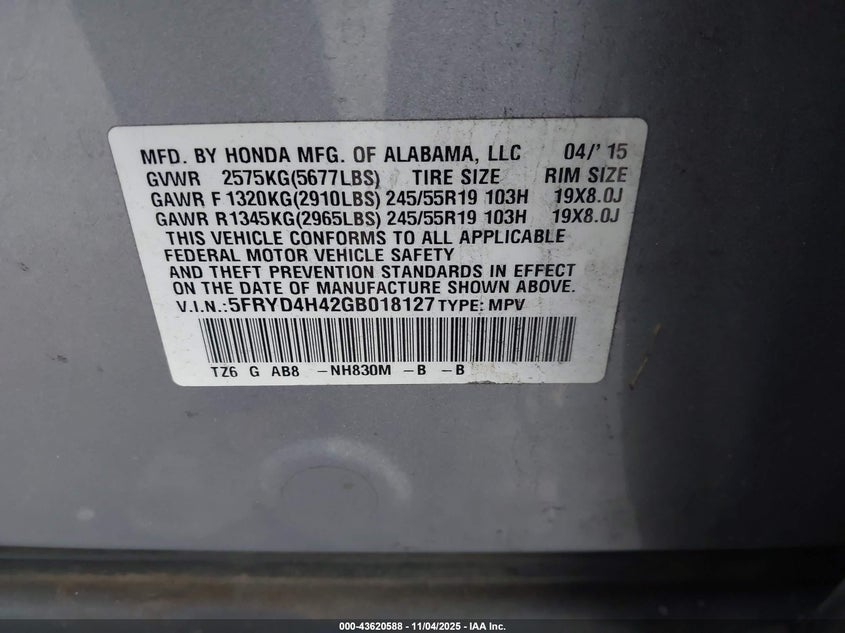 MFD. BY HONDA MFG. OF ALABAMA, LLC 04/'15
GVWR 2575KG(5677LBS) TIRE SIZE RIM SIZE
GAWR F 1320KG(2910LBS) 245/55R19 103H 19X8.0J
GAWR R1345KG(2965LBS) 245/55R19 103H 19X8.0J
THIS VEHICLE CONFORMS TO ALL APPLICABLE
FEDERAL MOTOR VEHICLE SAFETY
AND THEFT PREVENTION STANDARDS IN EFFECT
ON THE DATE OF MANUFACTURE SHOWN ABOVE.
V.I.N.:5FRYD4H42GB018127 TYPE: MPV
TZ6 G AB8 -NH830M -B -B
000-43620588 - 11/04/2025 - IAA Inc.